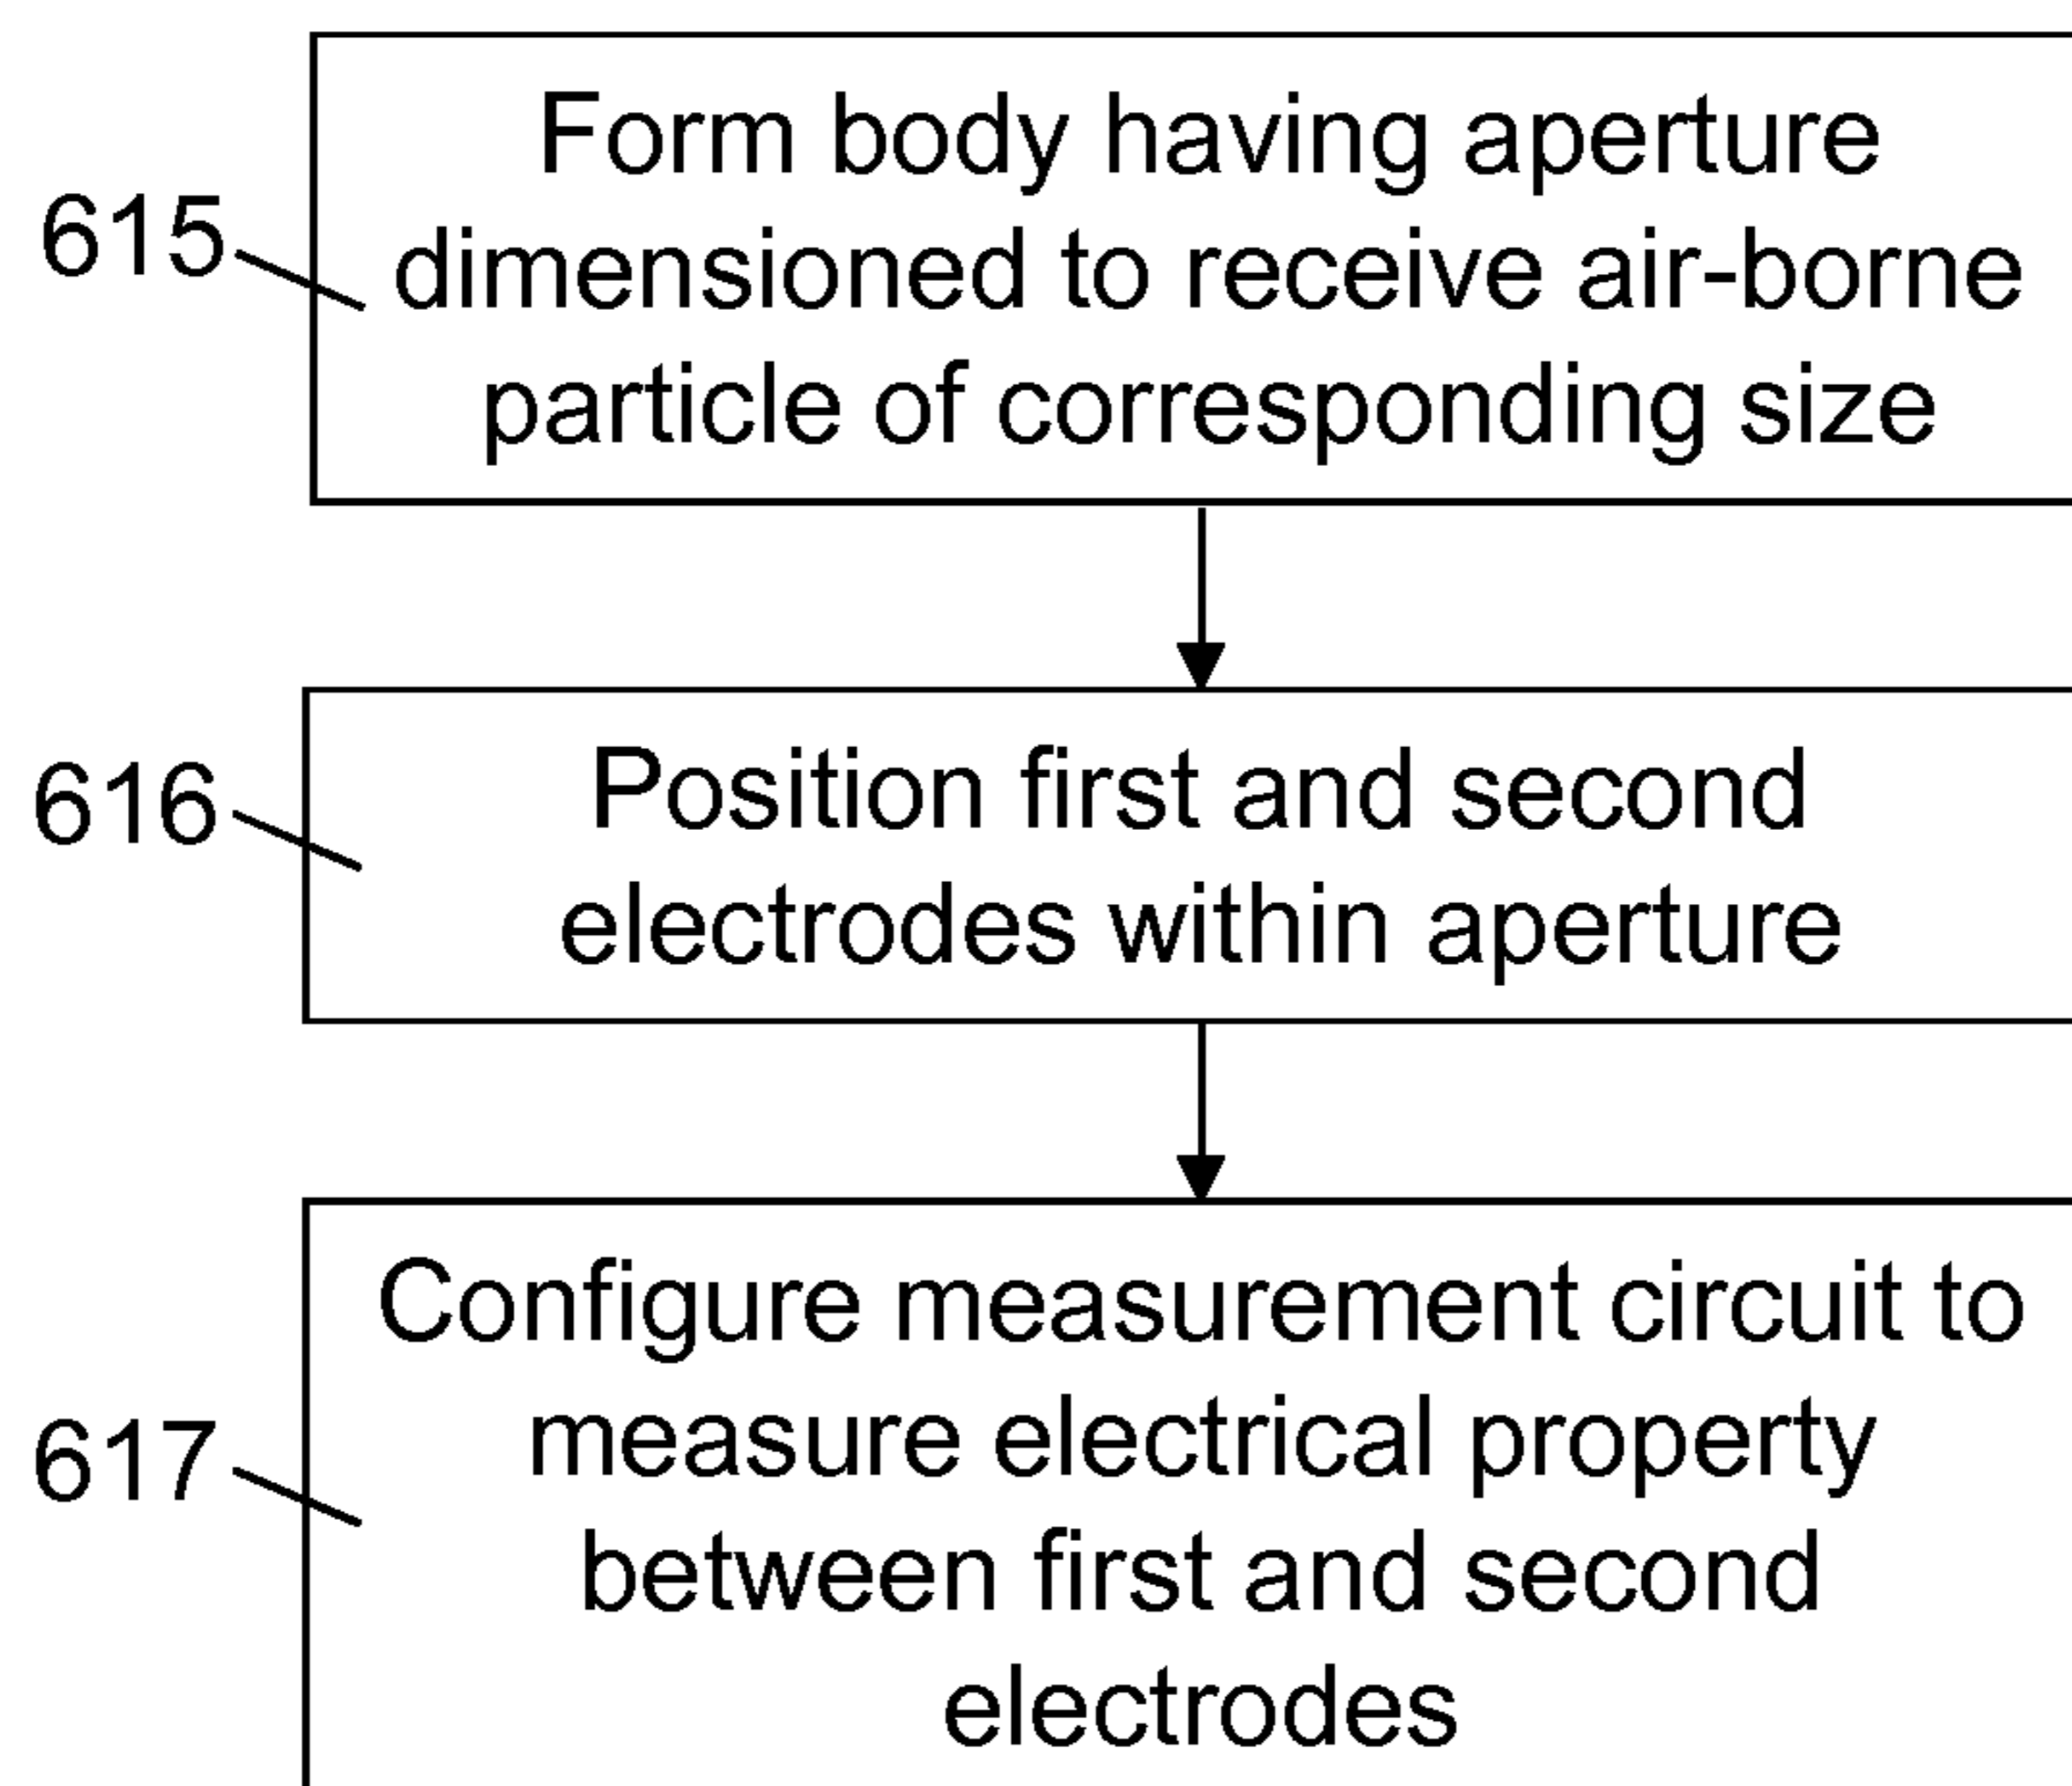 615
Form body having aperture
dimensioned to receive air-borne
particle of corresponding size
616
Position first and second
electrodes within aperture
617
Configure measurement circuit to
measure electrical property
between first and second
electrodes